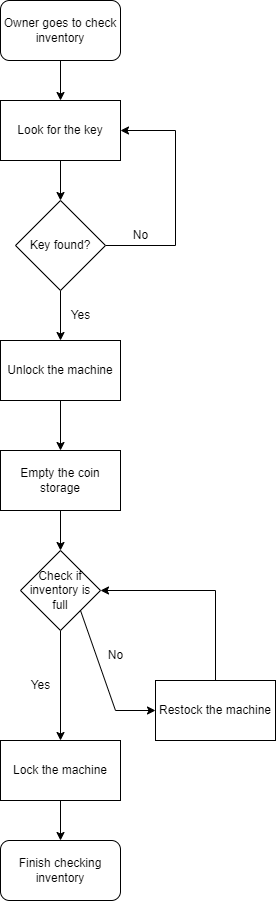 Owner goes to check
inventory
Look for the key
Key found?
No
Yes
Unlock the machine
Empty the coin
storage
Check if
inventory is
full
No
Yes
Restock the machine
Lock the machine
Finish checking
inventory